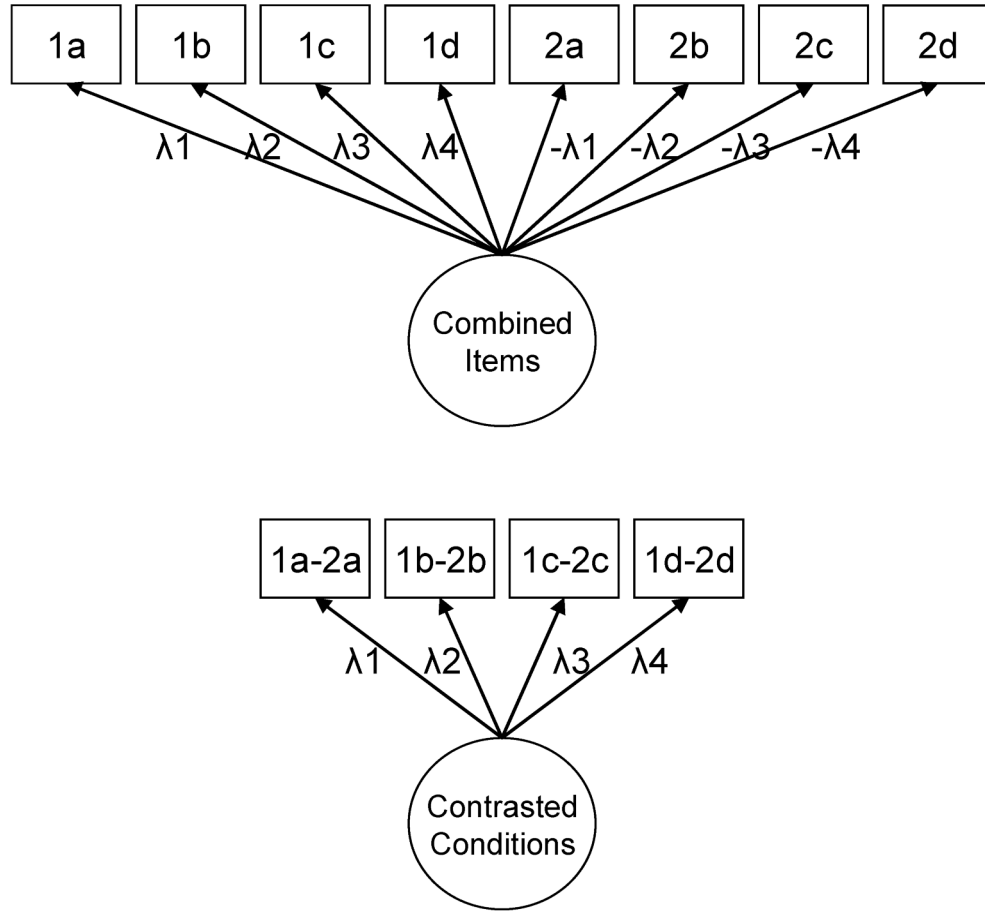 1a 1b 1c 1d 2a 2b 2c 2d
λ1 λ2 λ3 λ4 -λ1 -λ2 -λ3 -λ4
Combined
Items
1a-2a 1b-2b 1c-2c 1d-2d
λ1 λ2 λ3 λ4
Contrasted
Conditions